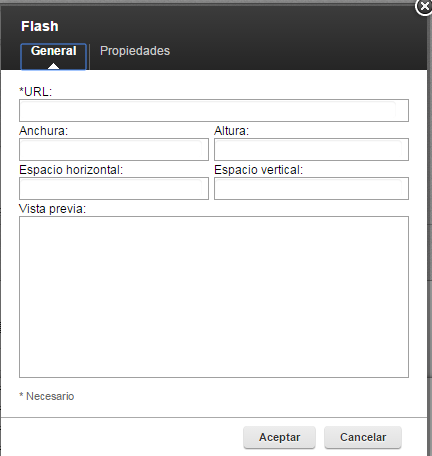 Flash
General Propiedades
*URL:
Anchura: Altura:
Espacio horizontal: Espacio vertical:
Vista previa:
* Necesario
Aceptar Cancelar